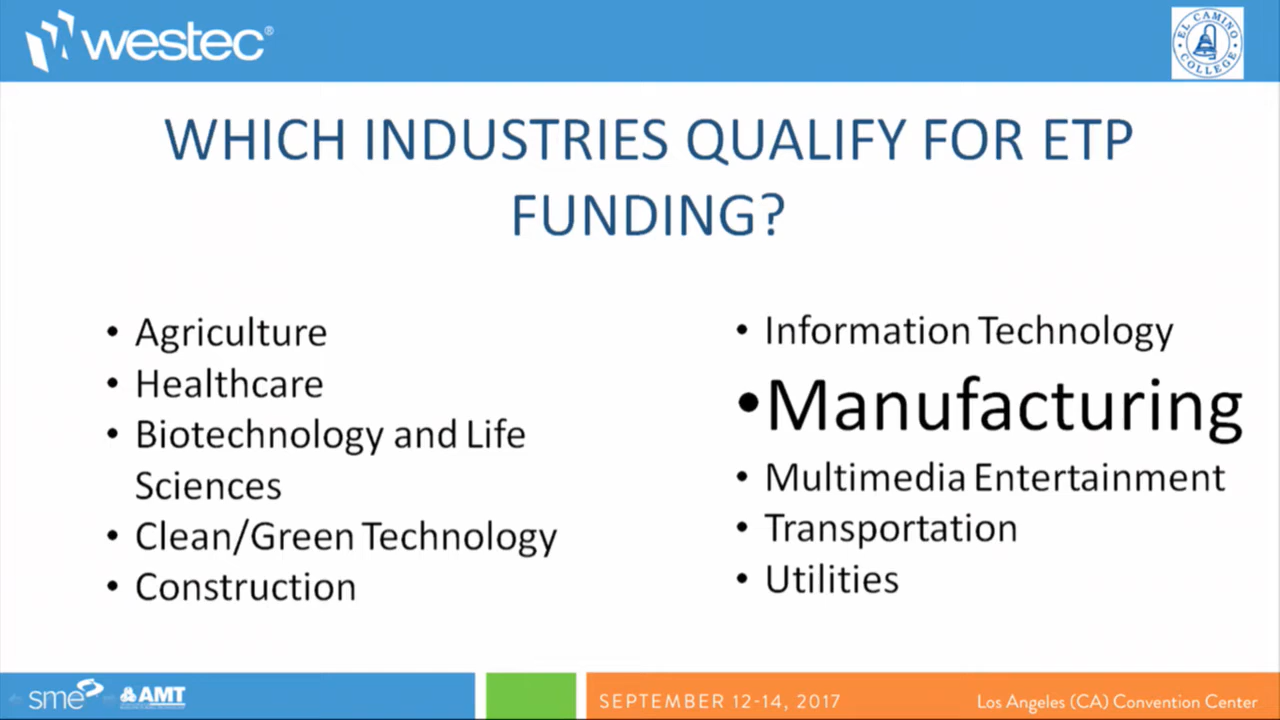 westec®
EL CAMINO
COLLEGE
WHICH INDUSTRIES QUALIFY FOR ETP
FUNDING?
• Agriculture
• Healthcare
• Biotechnology and Life
Sciences
• Clean/Green Technology
• Construction
• Information Technology
• Manufacturing
• Multimedia Entertainment
• Transportation
• Utilities
sme
&AMT
SEPTEMBER 12-14, 2017
Los Angeles (CA) Convention Center